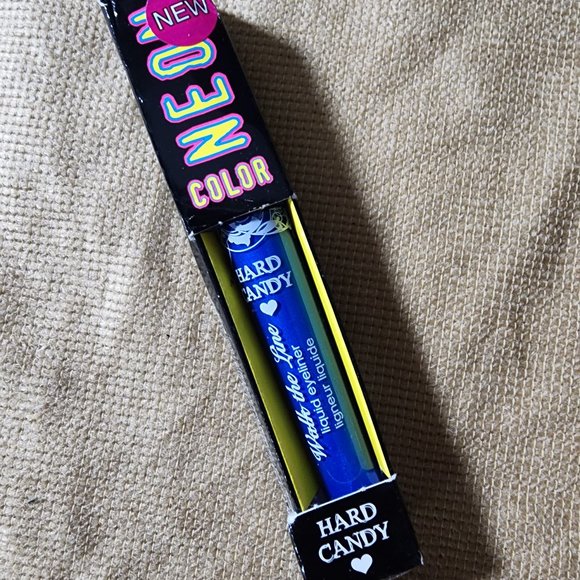 NEW
NEON
COLOR
HARD
CANDY
Walk the Line
liquid eyeliner
ligneur liquide
HARD
CANDY